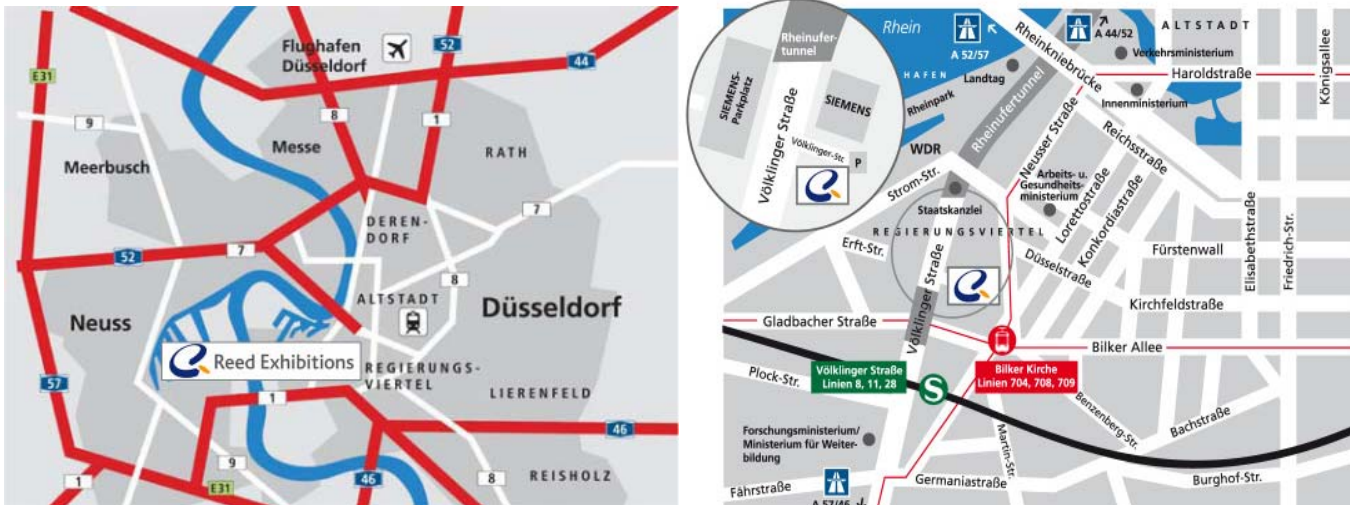 Flughafen
Düsseldorf
52
44
E31
9
8
1
Meerbusch
Messe
RATH
7
DEREN-
DORF
52
7
8
ALTSTADT
Düsseldorf
Neuss
Reed Exhibitions
REGIERUNGS-
VIERTEL
57
1
LIERENFELD
46
9
1
E31
46
8
REISHOLZ
Rheinufer-
tunnel
SIEMENS-
Parkplatz
SIEMENS
Völklinger Straße
Völklinger-Str.
P
Rhein
A 52/57
A 44/52
ALTSTADT
Rheinkniebrücke
Verkehrsministerium
HAFEN
Landtag
Haroldstraße
Königsallee
Rheinpark
Innenministerium
Rheinufertunnel
Neusser Straße
Reichsstraße
WDR
Strom-Str.
Arbeits- u.
Gesundheits-
ministerium
Lorettostraße
Konkordiastraße
Staatskanzlei
REGIERUNGSVIERTEL
Erft-Str.
Düsselstraße
Fürstenwall
Elisabethstraße
Friedrich-Str.
Völklinger Straße
Kirchfeldstraße
Gladbacher Straße
Bilker Allee
Völklinger Straße
Linien 8, 11, 28
S
Bilker Kirche
Linien 704, 708, 709
Plock-Str.
Benzenberg-Str.
Bachstraße
Forschungsministerium/
Ministerium für Weiter-
bildung
Martin-Str.
Fährstraße
Germaniastraße
Burghof-Str.
A 57/46